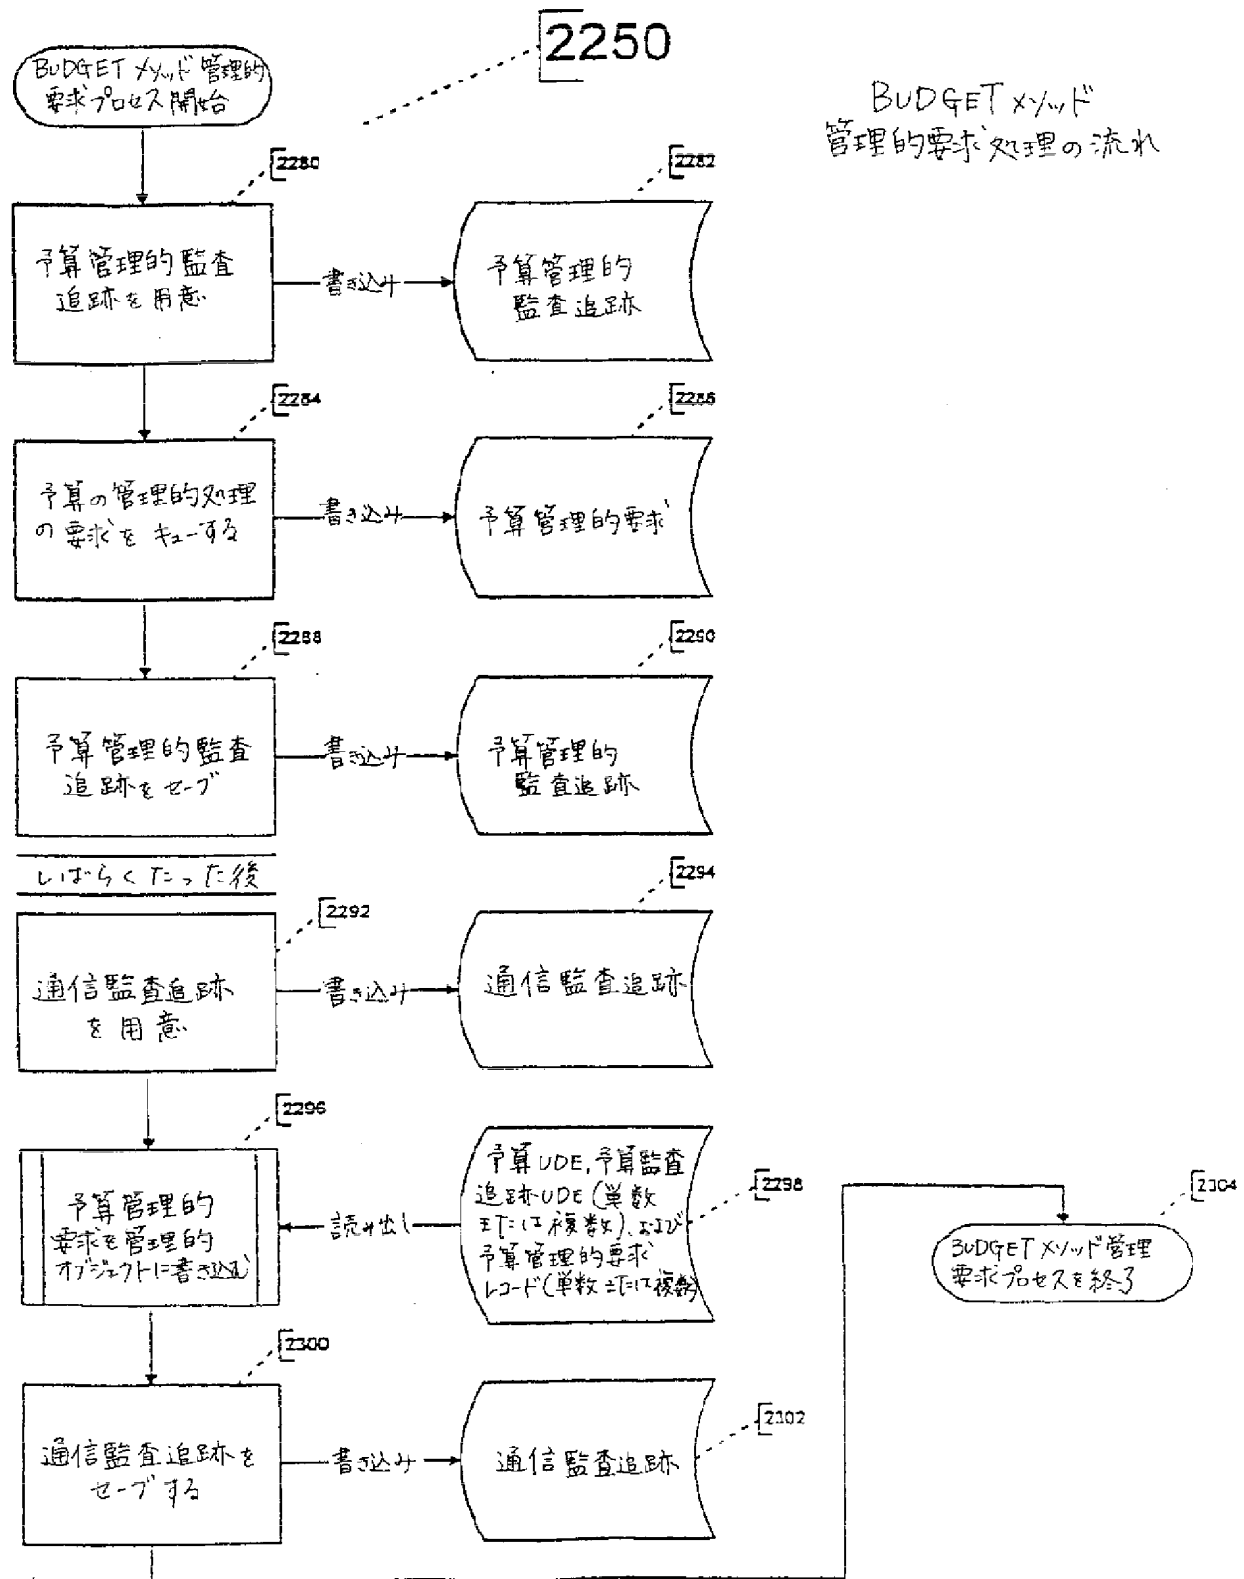 2250
BUDGETメソッド管理的
要求プロセス開始
BUDGETメソッド
管理的要求処理の流れ
2280
2282
予算管理的監査
追跡を用意
書き込み
予算管理的
監査追跡
2284
2286
予算の管理的処理
の要求をキューする
書き込み
予算管理的要求
2288
2290
予算管理的監査
追跡をセーブ
書き込み
予算管理的
監査追跡
しばらくたった後
2292
2294
通信監査追跡
を用意
書き込み
通信監査追跡
2296
2298
予算管理的
要求を管理的
オブジェクトに書き込む
読み出し
予算UDE,予算監査
追跡UDE(単数
または複数)、および
予算管理的要求
レコード(単数または複数)
2304
BUDGETメソッド管理
要求プロセスを終了
2300
2302
通信監査追跡を
セーブする
書き込み
通信監査追跡